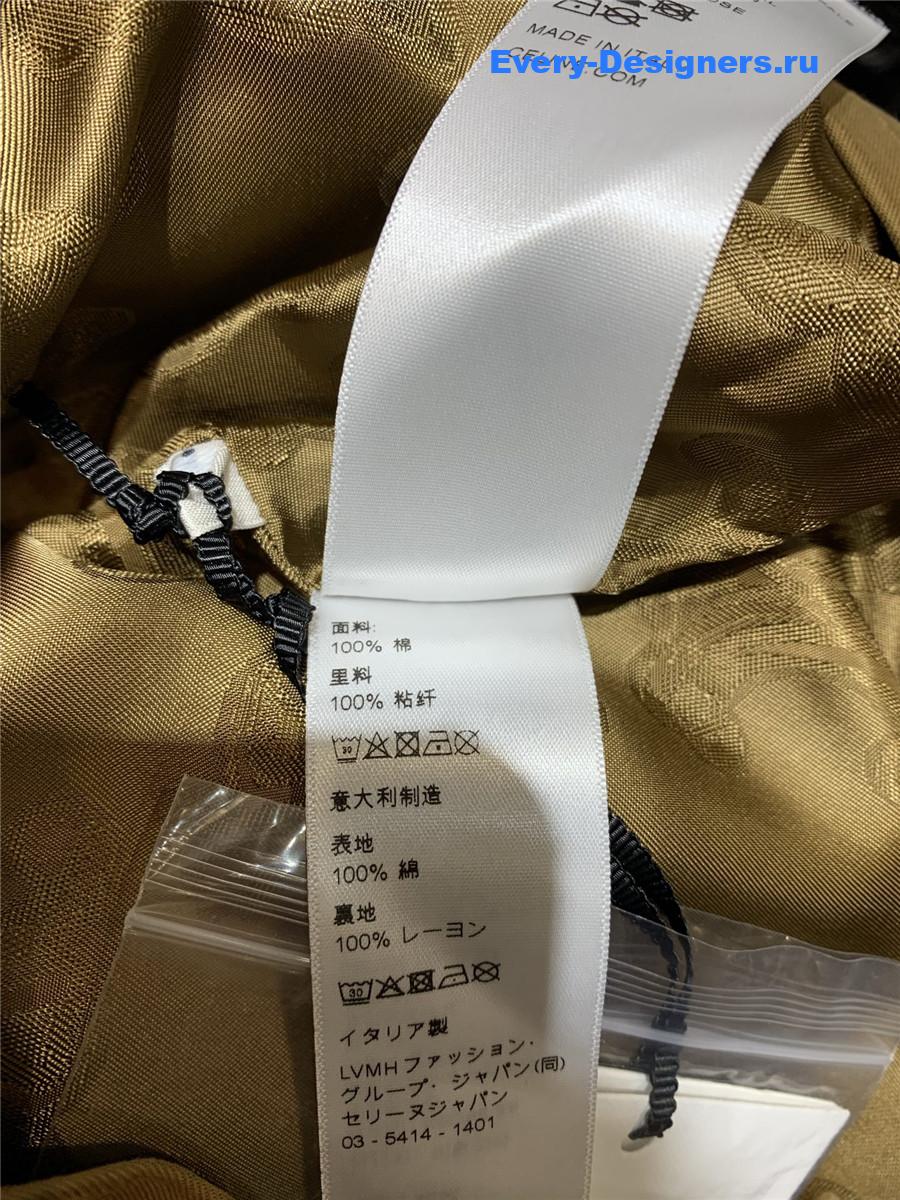 MADE IN
Every-Designers.ru
.COM
面料:
100% 棉
里料
100% 粘纤
30
意大利制造
表地
100% 綿
裏地
100% レーヨン
30
イタリア製
LVMHファッション・
グループ・ジャパン(同)
セリーヌジャパン
03 - 5414 - 1401